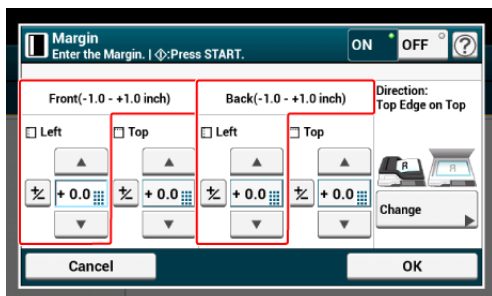 Margin
Enter the Margin. | :Press START.
ON OFF ?
Front(-1.0 - +1.0 inch) Back(-1.0 - +1.0 inch)
Direction:
Top Edge on Top
Left Top Left Top
R R
+/- + 0.0 +/- + 0.0 +/- + 0.0 +/- + 0.0
Change
Cancel OK